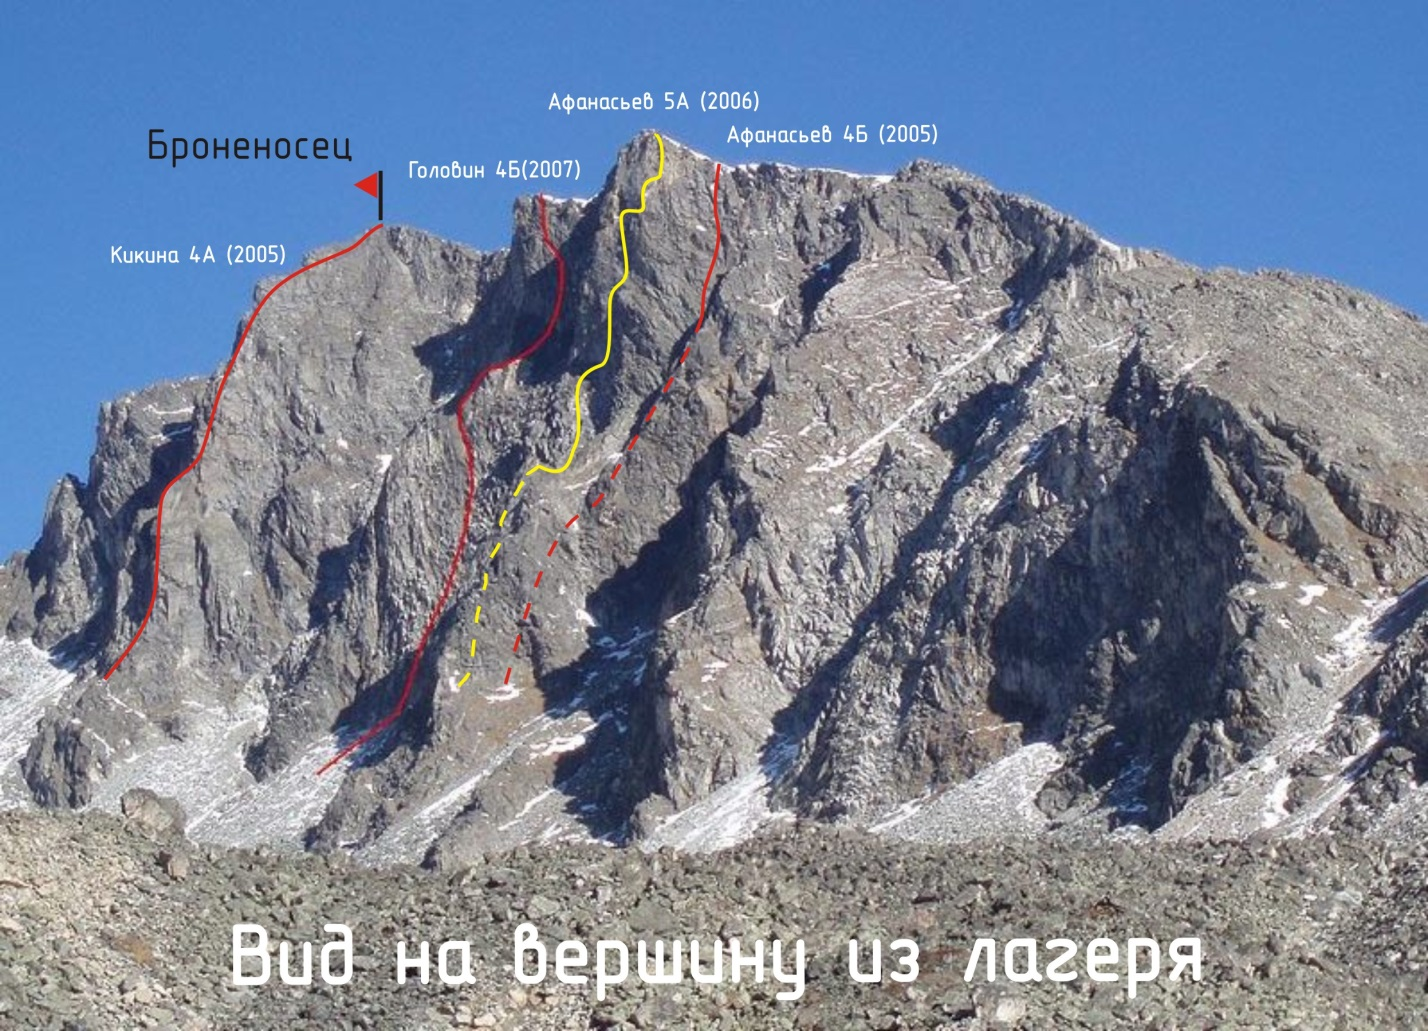 Афанасьев 5А (2006)
Афанасьев 4Б (2005)
Броненосец
Головин 4Б(2007)
Кикина 4А (2005)
Вид на вершину из лагеря